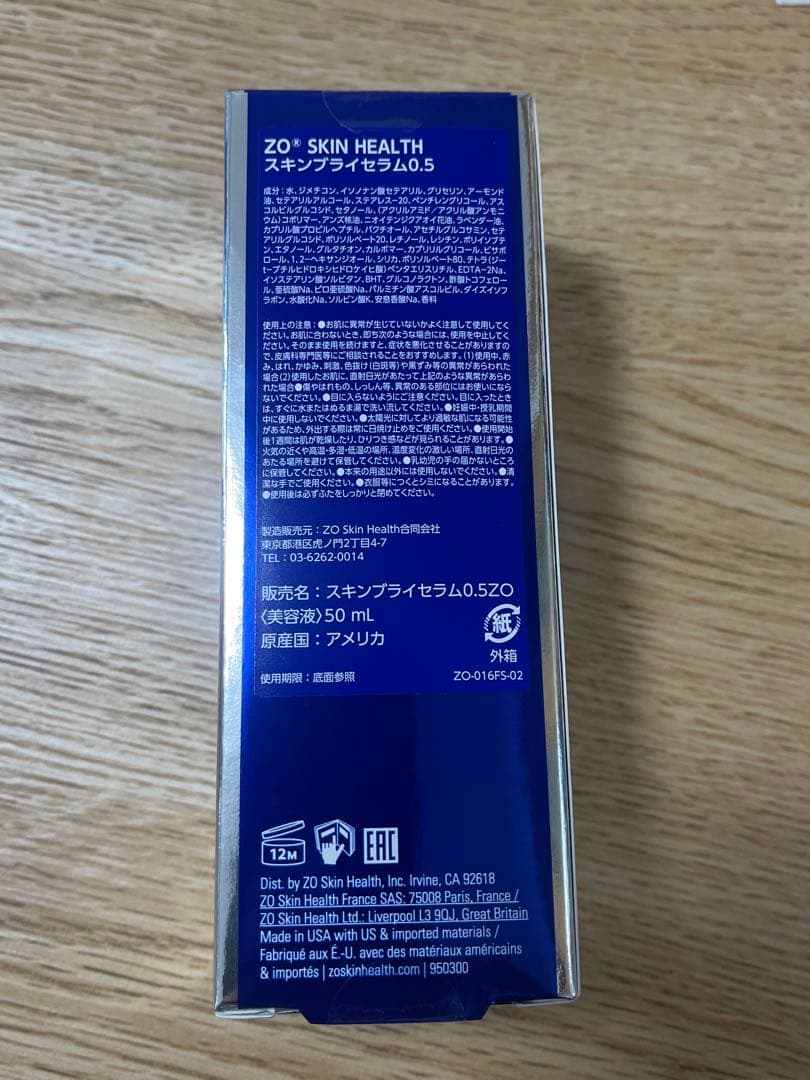 ZO® SKIN HEALTH
スキンブライセラム0.5
成分：水、ジメチコン、イソノナン酸セテアリル、グリセリン、アーモンド
油、セテアリルアルコール、ステアレス-20、ペンチレングリコール、アス
コルビルグルコシド、セタノール、（アクリルアミド／アクリル酸アンモニ
ウム）コポリマー、アンズ核油、ニオイテンジクアオイ花油、ラベンダー油、
カプリル酸プロピルヘプチル、バクチオール、アセチルグルコサミン、セテ
アリルグルコシド、ポリソルベート20、レチノール、レシチン、ポリイソプテ
ン、エタノール、グルタチオン、カルボマー、カプリリルグリコール、ビサボ
ロール、1，2－ヘキサンジオール、シリカ、ポリソルベート80、テトラ（ジｔ
ｔ－ブチルヒドロキシヒドロケイヒ酸）ペンタエリスリチル、EDTA－2Na、
イソステアリン酸ソルビタン、BHT、グルコノラクトン、酢酸トコフェロ
ール、亜硫酸Na、ピロ亜硫酸Na、パルミチン酸アスコルビル、ダイズイソフ
ラボン、水酸化Na、ソルビン酸K、安息香酸Na、香料
使用上の注意：●お肌に異常が生じていないかよく注意して使用してく
ださい。お肌に合わないとき、即ち次のような場合には、使用を中止してく
ださい。そのまま使用を続けますと、症状を悪化させることがありますの
で、皮膚科専門医等にご相談されることをおすすめします。（1）使用中、赤
み、はれ、かゆみ、刺激、色抜け（白斑等）や黒ずみ等の異常があらわれた
場合（2）使用したお肌に、直射日光があたって上記のような異常があらわ
れた場合●傷やはれもの、しっしん等、異常のある部位にはお使いになら
ないでください。●目に入らないようにご注意ください。目に入ったとき
は、すぐに水またはぬるま湯で洗い流してください。●妊娠中・授乳期間
中に使用しないでください。●太陽光に対してより過敏な肌になる可能性
があるため、外出する際は常に日焼け止めをご使用ください。●使用開始
後1週間は肌が乾燥したり、ひりつき感などが見られることがあります。●
火気の近くや高温・多湿・低温の場所、温度変化の激しい場所、直射日光の
あたる場所を避けて保管してください。●乳幼児の手の届かないところ
に保管してください。●本来の用途以外には使用しないでください。●清
潔な手でご使用ください。●衣服等につくとシミになることがあります。
●使用後は必ずふたをしっかりと閉めてください。
製造販売元：ZO Skin Health合同会社
東京都港区虎ノ門2丁目4-7
TEL：03-6262-0014
販売名：スキンブライセラム0.5ZO
〈美容液〉50 mL
原産国：アメリカ
紙
外箱
使用期限：底面参照
ZO-016FS-02
12M
EAC
Dist. by ZO Skin Health, Inc. Irvine, CA 92618
ZO Skin Health France SAS: 75008 Paris, France /
ZO Skin Health Ltd.: Liverpool L3 9QJ, Great Britain
Made in USA with US & imported materials /
Fabriqué aux É.-U. avec des matériaux américains
& importés | zoskinhealth.com | 950300